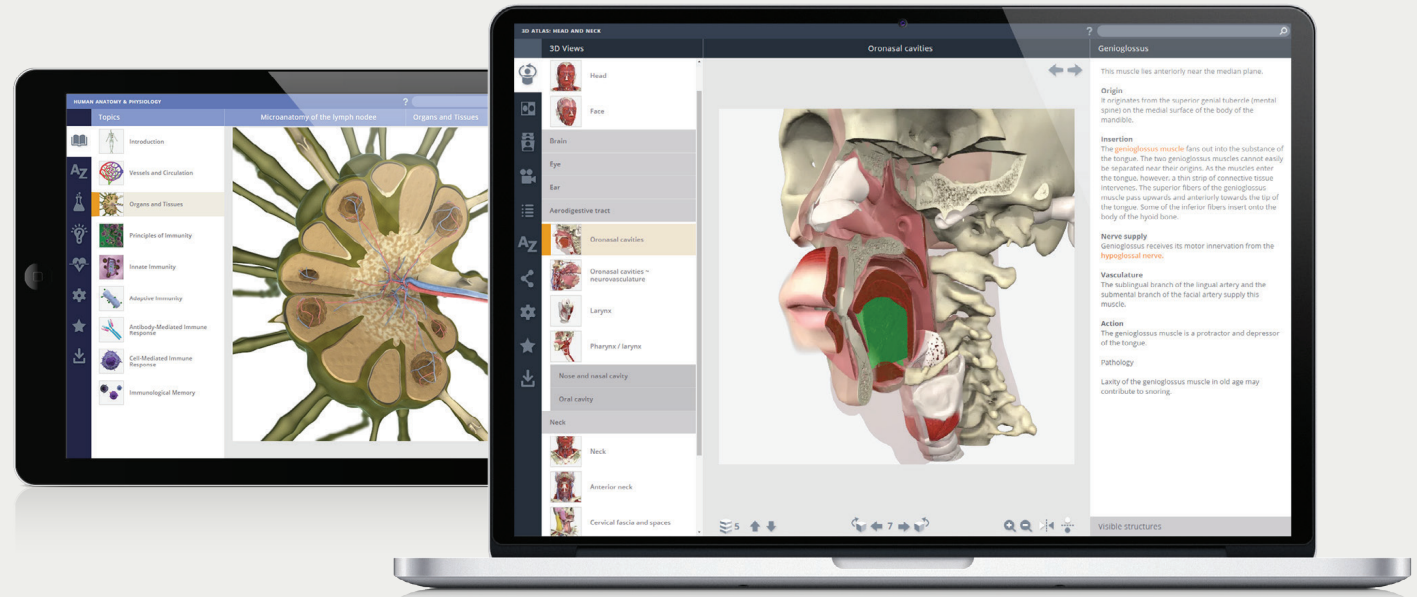 HUMAN ANATOMY & PHYSIOLOGY
?
Topics
Microanatomy of the lymph nodee
Organs and Tissues
Introduction
AZ
Vessels and Circulation
Organs and Tissues
Principles of Immunity
Innate Immunity
Adaptive Immunity
Antibody-Mediated Immune
Response
Cell-Mediated Immune
Response
Immunological Memory
3D ATLAS: HEAD AND NECK
?
3D Views
Oronasal cavities
Genioglossus
Head
Face
Brain
Eye
Ear
Aerodigestive tract
AZ
Oronasal cavities
Oronasal cavities ~
neurovasculature
Larynx
Pharynx / larynx
Nose and nasal cavity
Oral cavity
Neck
Neck
Anterior neck
Cervical fascia and spaces
5
7
This muscle lies anteriorly near the median plane.
Origin
It originates from the superior genial tubercle (mental
spine) on the medial surface of the body of the
mandible.
Insertion
The genioglossus muscle fans out into the substance of
the tongue. The two genioglossus muscles cannot easily
be separated near their origins. As the muscles enter
the tongue, however, a thin strip of connective tissue
intervenes. The superior fibers of the genioglossus
muscle pass upwards and anteriorly towards the tip of
the tongue. Some of the inferior fibers insert onto the
body of the hyoid bone.
Nerve supply
Genioglossus receives its motor innervation from the
hypoglossal nerve.
Vasculature
The sublingual branch of the lingual artery and the
submental branch of the facial artery supply this
muscle.
Action
The genioglossus muscle is a protractor and depressor
of the tongue.
Pathology
Laxity of the genioglossus muscle in old age may
contribute to snoring.
Visible structures